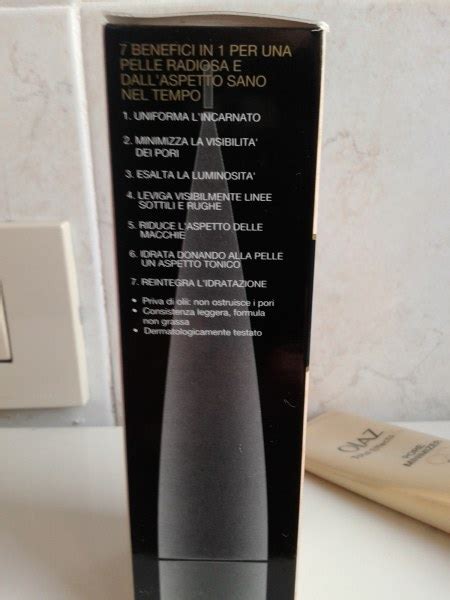 7 BENEFICI IN 1 PER UNA
PELLE RADIOSA E
DALL'ASPETTO SANO
NEL TEMPO
1. UNIFORMA L'INCARNATO
2. MINIMIZZA LA VISIBILITA'
DEI PORI
3. ESALTA LA LUMINOSITA'
4. LEVIGA VISIBILMENTE LINEE
SOTTILI E RUGHE
5. RIDUCE L'ASPETTO DELLE
MACCHIE
6. IDRATA DONANDO ALLA PELLE
UN ASPETTO TONICO
7. REINTEGRA L'IDRATAZIONE
• Priva di olii: non ostruisce i pori
• Consistenza leggera, formula
non grassa
• Dermatologicamente testato
OLAZ
PORE
MINIMIZER